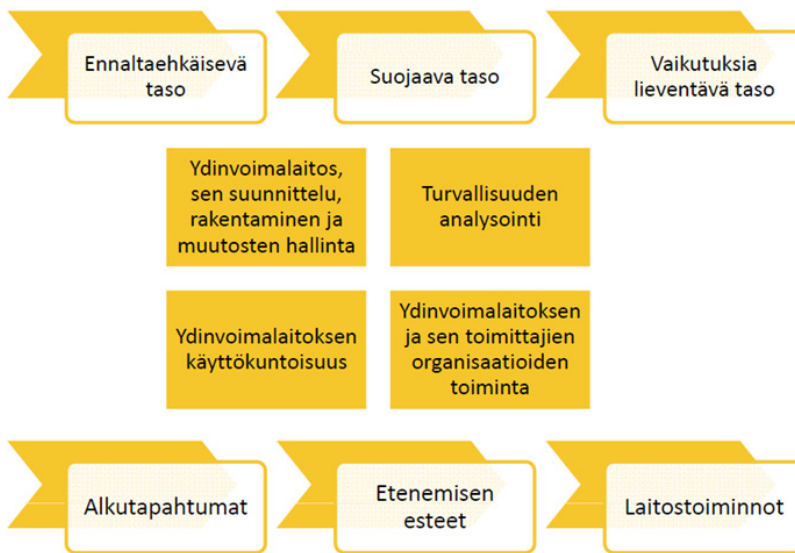 Ennaltaehkäisevä
taso
Suojaava taso
Vaikutuksia
lieventävä taso
Ydinvoimalaitos,
sen suunnittelu,
rakentaminen ja
muutosten hallinta
Turvallisuuden
analysointi
Ydinvoimalaitoksen
käyttökuntoisuus
Ydinvoimalaitoksen
ja sen toimittajien
organisaatioiden
toiminta
Alkutapahtumat
Etenemisen
esteet
Laitostoiminnot